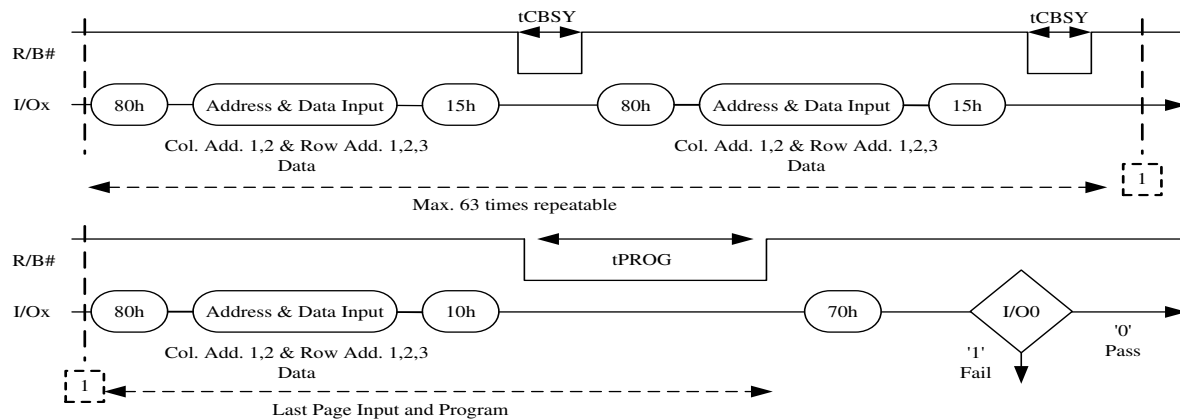 tCBSY tCBSY
R/B#
I/Ox 80h Address & Data Input 15h 80h Address & Data Input 15h
Col. Add. 1,2 & Row Add. 1,2,3 Col. Add. 1,2 & Row Add. 1,2,3
Data Data
1
Max. 63 times repeatable
R/B#
tPROG
I/Ox 80h Address & Data Input 10h 70h I/O0
'0'
Pass
Col. Add. 1,2 & Row Add. 1,2,3
Data
'1'
Fail
1
Last Page Input and Program